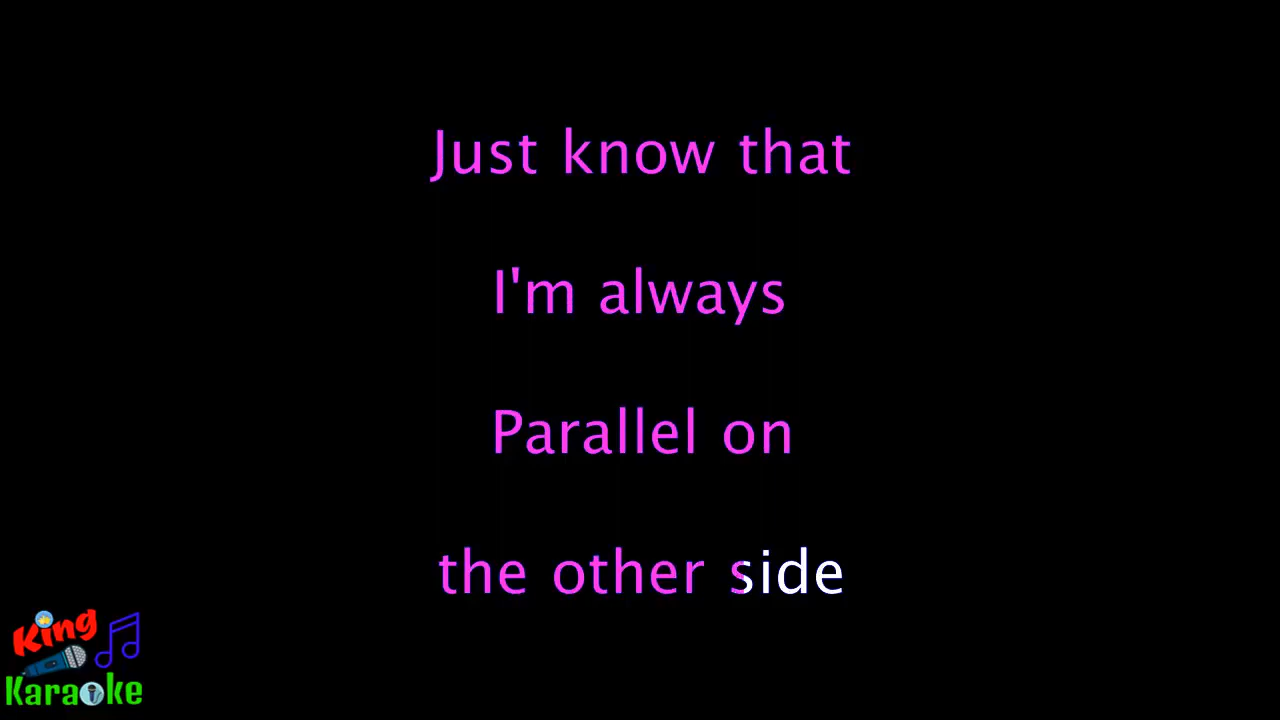 Just know that
I'm always
Parallel on
the other side
King
Karaoke